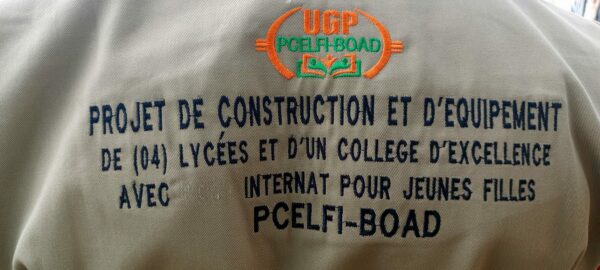 UGP
PCELFI-BOAD
PROJET DE CONSTRUCTION ET D'EQUIPEMENT
DE (04) LYCÉES ET D'UN COLLEGE D'EXCELLENCE
AVEC INTERNAT POUR JEUNES FILLES
PCELFI-BOAD